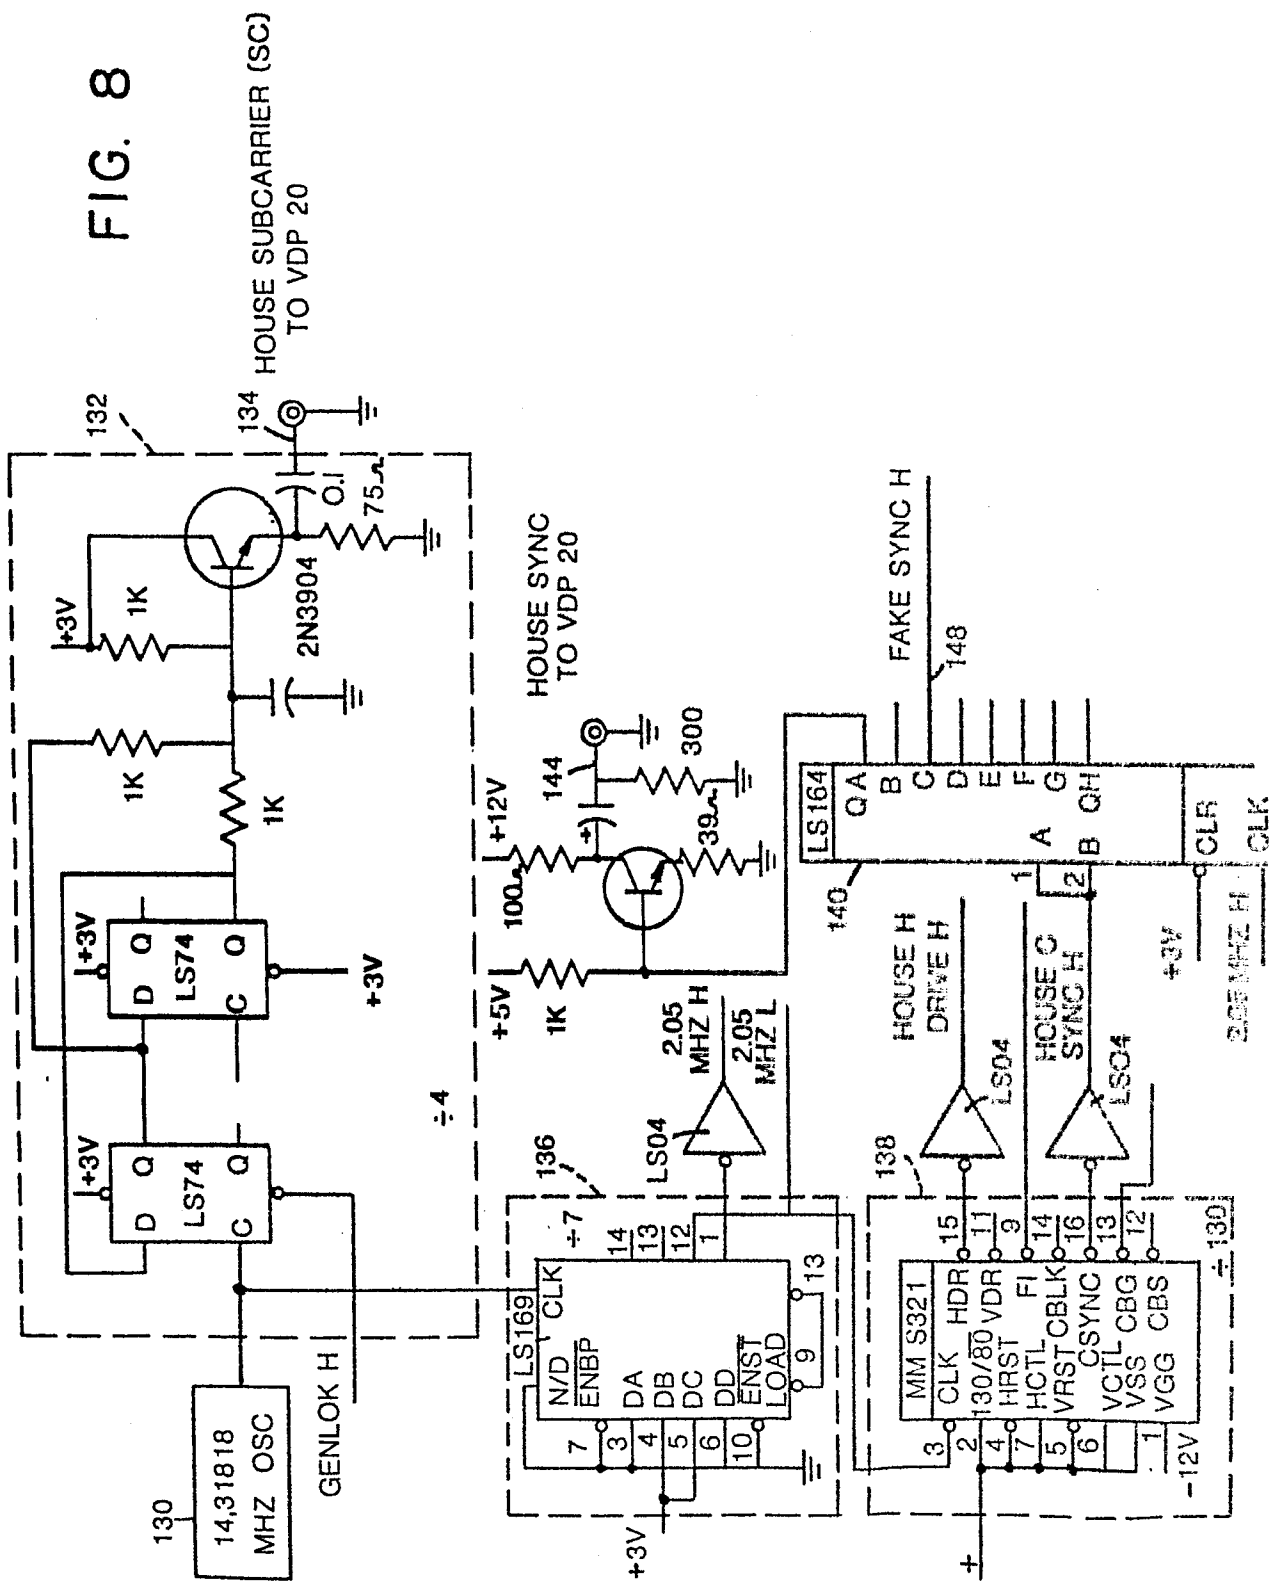 FIG. 8
HOUSE SUBCARRIER (SC)
TO VDP 20
132
134
+3V
1K
0.1
75Ω
2N3904
1K
1K
+3V
D Q
LS74
C Q
+3V
+3V
D Q
LS74
C Q
÷4
130
14,31818
MHZ OSC
GENLOK H
HOUSE SYNC
TO VDP 20
144
+12V
100Ω
+
300
39Ω
+5V
1K
2.05
MHZ H
2.05
MHZ L
LS04
136
÷7
LS169
CLK
N/D
ENBP
DA
DB
DC
DD
ENST
LOAD
14
13
12
1
7
3
4
5
6
10
9
13
+3V
FAKE SYNC H
148
LS164
140
QA
B
C
D
E
F
G
QH
A
B
1
2
CLR
CLK
+3V
2.05 MHZ H
HOUSE H
DRIVE H
LS04
HOUSE C
SYNC H
LS04
138
÷130
MM S321
CLK HDR
130/80 VDR
HRST FI
HCTL CBLK
VRST CSYNC
VCTL CBG
VSS CBS
VGG
15
11
9
14
16
13
12
3
2
4
7
5
6
1
-12V
+